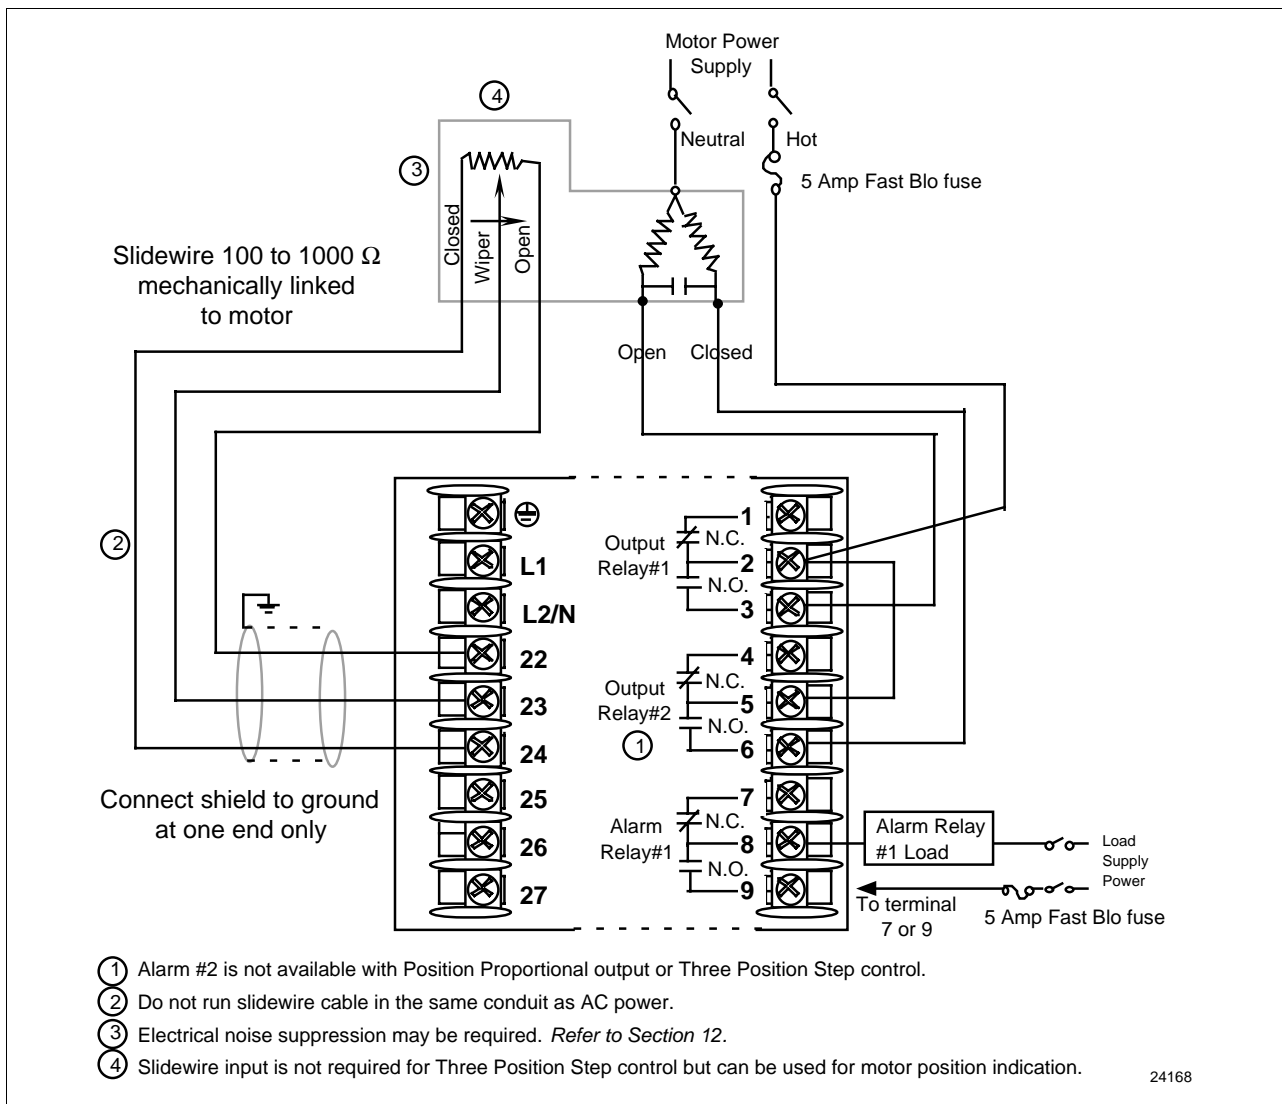 Motor Power
Supply
4
Neutral
Hot
3
5 Amp Fast Blo fuse
Closed
Wiper
Open
Slidewire 100 to 1000 Ω
mechanically linked
to motor
Open
Closed
2
L1
L2/N
22
23
24
25
26
27
Connect shield to ground
at one end only
Output
Relay#1
N.C.
N.O.
1
2
3
Output
Relay#2
1
N.C.
N.O.
4
5
6
Alarm
Relay#1
N.C.
N.O.
7
8
9
Alarm Relay
#1 Load
Load
Supply
Power
To terminal
7 or 9
5 Amp Fast Blo fuse
1 Alarm #2 is not available with Position Proportional output or Three Position Step control.
2 Do not run slidewire cable in the same conduit as AC power.
3 Electrical noise suppression may be required. Refer to Section 12.
4 Slidewire input is not required for Three Position Step control but can be used for motor position indication.
24168